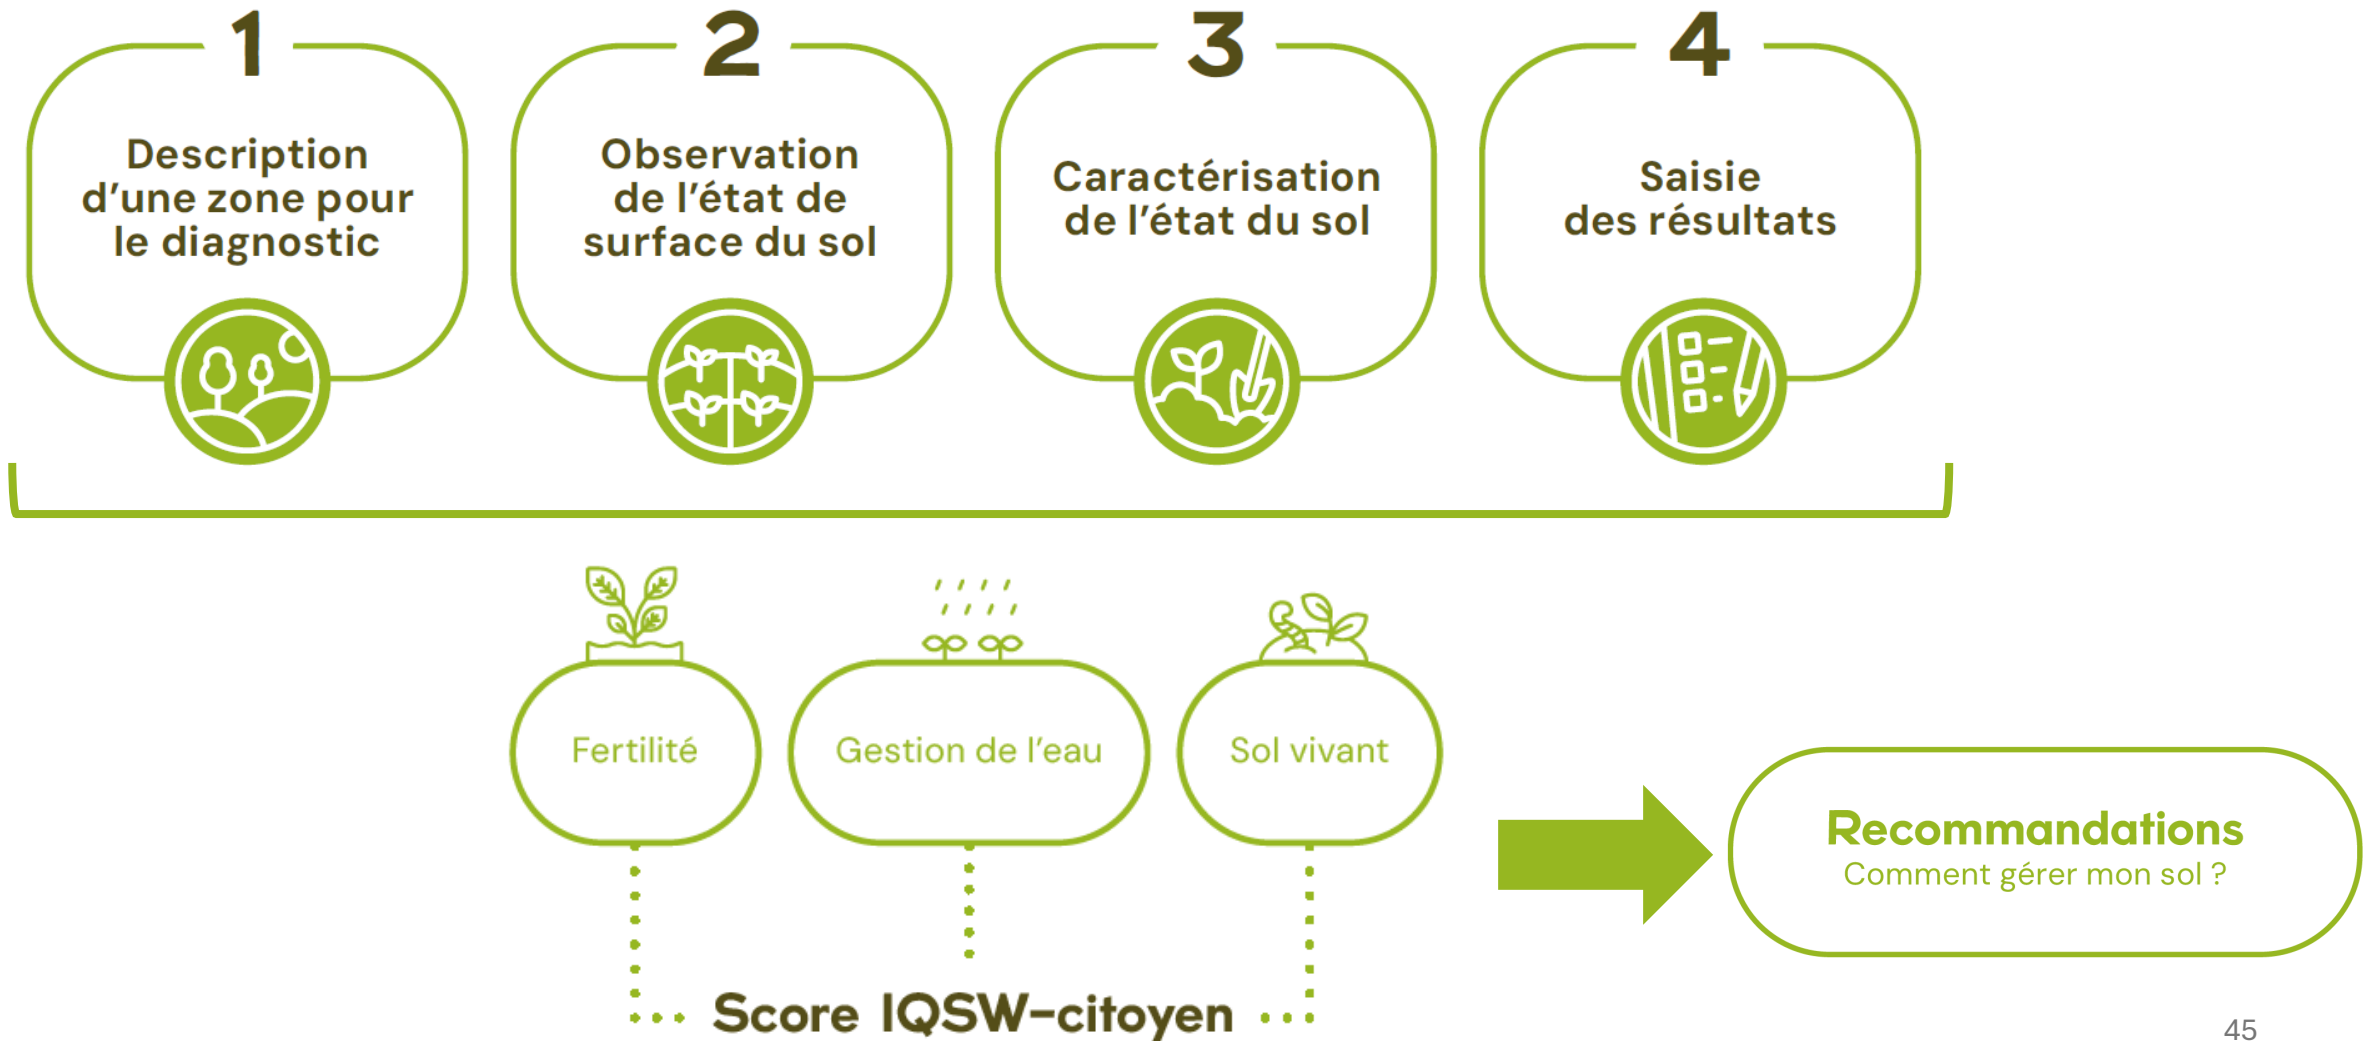 1
Description
d’une zone pour
le diagnostic
2
Observation
de l’état de
surface du sol
3
Caractérisation
de l’état du sol
4
Saisie
des résultats
Fertilité
Gestion de l’eau
Sol vivant
Score IQSW-citoyen
Recommandations
Comment gérer mon sol ?
45